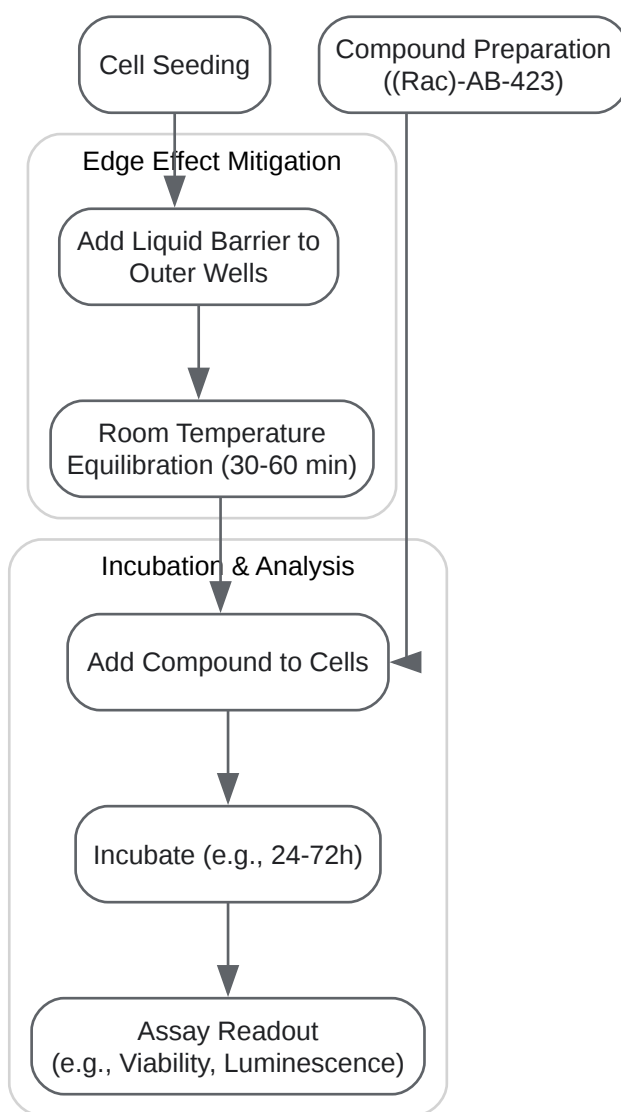 Cell Seeding
Compound Preparation
((Rac)-AB-423)
Edge Effect Mitigation
Add Liquid Barrier to
Outer Wells
Room Temperature
Equilibration (30-60 min)
Incubation & Analysis
Add Compound to Cells
Incubate (e.g., 24-72h)
Assay Readout
(e.g., Viability, Luminescence)